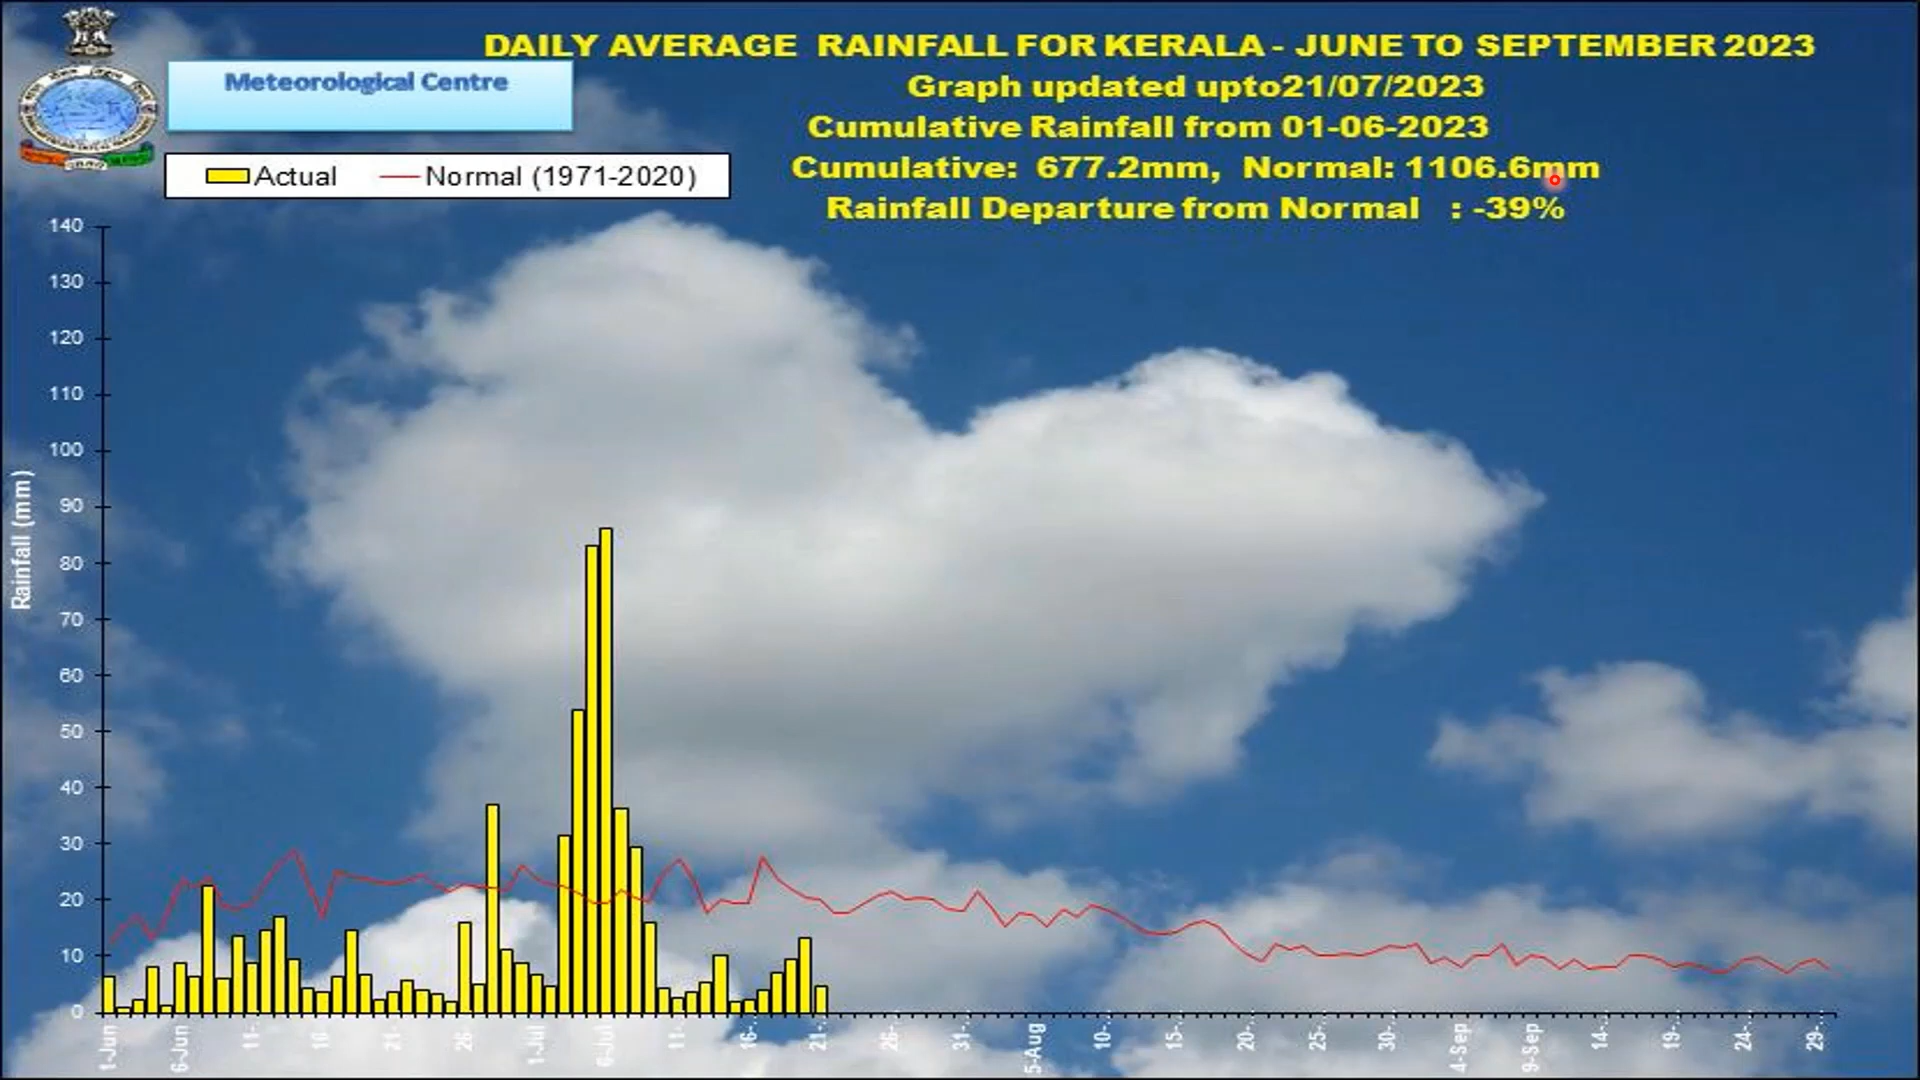 DAILY AVERAGE RAINFALL FOR KERALA - JUNE TO SEPTEMBER 2023
Meteorological Centre
Graph updated upto21/07/2023
Cumulative Rainfall from 01-06-2023
Cumulative: 677.2mm, Normal: 1106.6mm
Actual Normal (1971-2020)
Rainfall Departure from Normal : -39%
140
130
120
110
100
90
80
70
60
50
40
30
20
10
0
Rainfall (mm)
1-Jun 6-Jun 11-... 16 21- 26 1-Jul 6-Jul 11-... 16-... 21-... 26-... 31-... 5-Aug 10-... 15-... 20-... 25-... 30-... 4-Sep 9-Sep 14-... 19-... 24-... 29-...